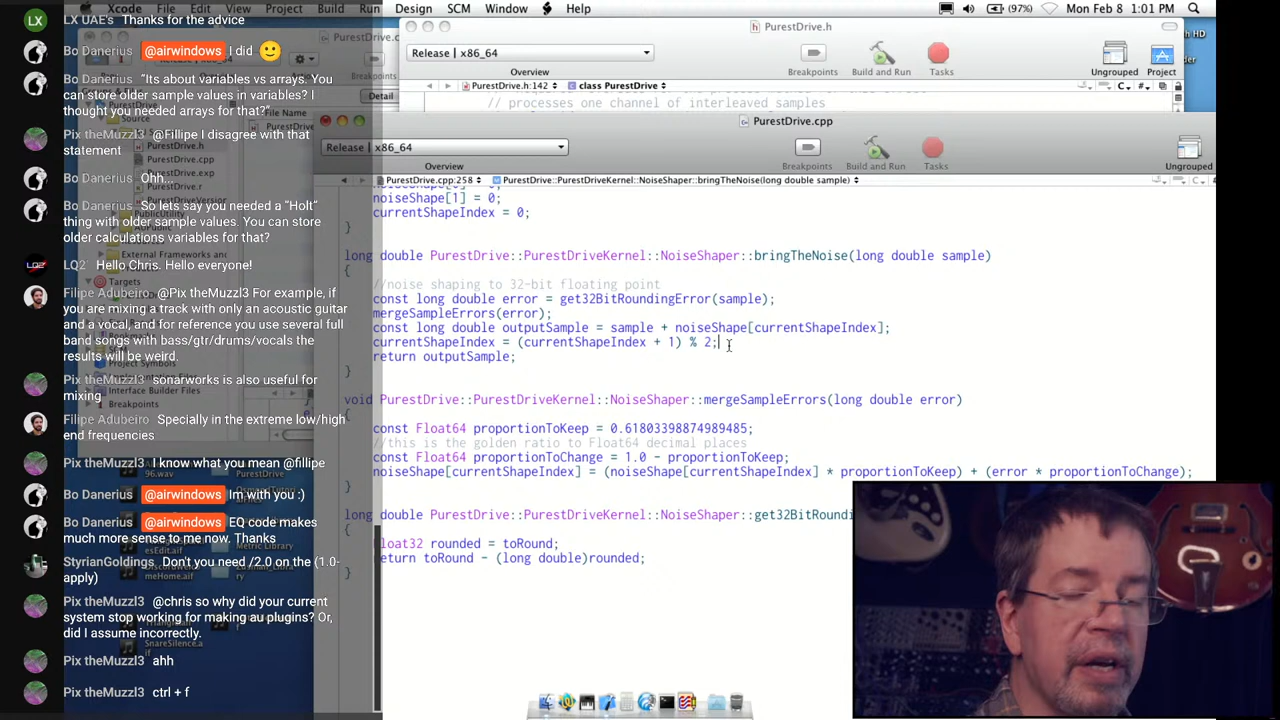 Xcode File Edit View Project Build Run Design SCM Window Help
(97%) Mon Feb 8 1:01 PM
LX UAE's Thanks for the advice
Bo Danerius @airwindows I did
Bo Danerius "Its about variables vs arrays. You
can store older sample values in variables? I
thought you needed arrays for that?"
Pix theMuzzl3 @Fillipe I disagree with that
statement
Bo Danerius Ohh..
Bo Danerius So lets say you needed a "Holt"
thing with older sample values. You can store
older calculations variables for that?
LQ2 Hello Chris. Hello everyone!
Filipe Adubeiro @Pix theMuzzl3 For example, if
you are mixing a track with only an acoustic guitar
and a vocal, and for reference you use several full
band songs with bass/gtr/drums/vocals the
results will be weird.
Pix theMuzzl3 sonarworks is also useful for
mixing
Filipe Adubeiro Specially in the extreme low/high
end frequencies
Pix theMuzzl3 I know what you mean @fillipe
Bo Danerius @airwindows Im with you :)
Bo Danerius @airwindows EQ code makes
much more sense to me now. Thanks
StyrianGoldings. Don't you need /2.0 on the (1.0-
apply)
Pix theMuzzl3 @chris so why did your current
system stop working for making au plugins? Or,
did I assume incorrectly.
Pix theMuzzl3 ahh
Pix theMuzzl3 ctrl + f
PurestDrive.h
Release | x86_64
Overview Breakpoints Build and Run Tasks Ungrouped Project
PurestDrive.h:142 class PurestDrive
// processes one channel of interleaved samples
PurestDrive.cpp
Release | x86_64
Overview Breakpoints Build and Run Tasks Ungrouped
PurestDrive.cpp:258 PurestDrive::PurestDriveKernel::NoiseShaper::bringTheNoise(long double sample)
noiseShape[0] = 0;
noiseShape[1] = 0;
currentShapeIndex = 0;
}
long double PurestDrive::PurestDriveKernel::NoiseShaper::bringTheNoise(long double sample)
{
//noise shaping to 32-bit floating point
const long double error = get32BitRoundingError(sample);
mergeSampleErrors(error);
const long double outputSample = sample + noiseShape[currentShapeIndex];
currentShapeIndex = (currentShapeIndex + 1) % 2;
return outputSample;
}
void PurestDrive::PurestDriveKernel::NoiseShaper::mergeSampleErrors(long double error)
const Float64 proportionToKeep = 0.61803398874989485;
//this is the golden ratio to Float64 decimal places
const Float64 proportionToChange = 1.0 - proportionToKeep;
noiseShape[currentShapeIndex] = (noiseShape[currentShapeIndex] * proportionToKeep) + (error * proportionToChange);
}
long double PurestDrive::PurestDriveKernel::NoiseShaper::get32BitRoundi
{
Float32 rounded = toRound;
return toRound - (long double)rounded;
}